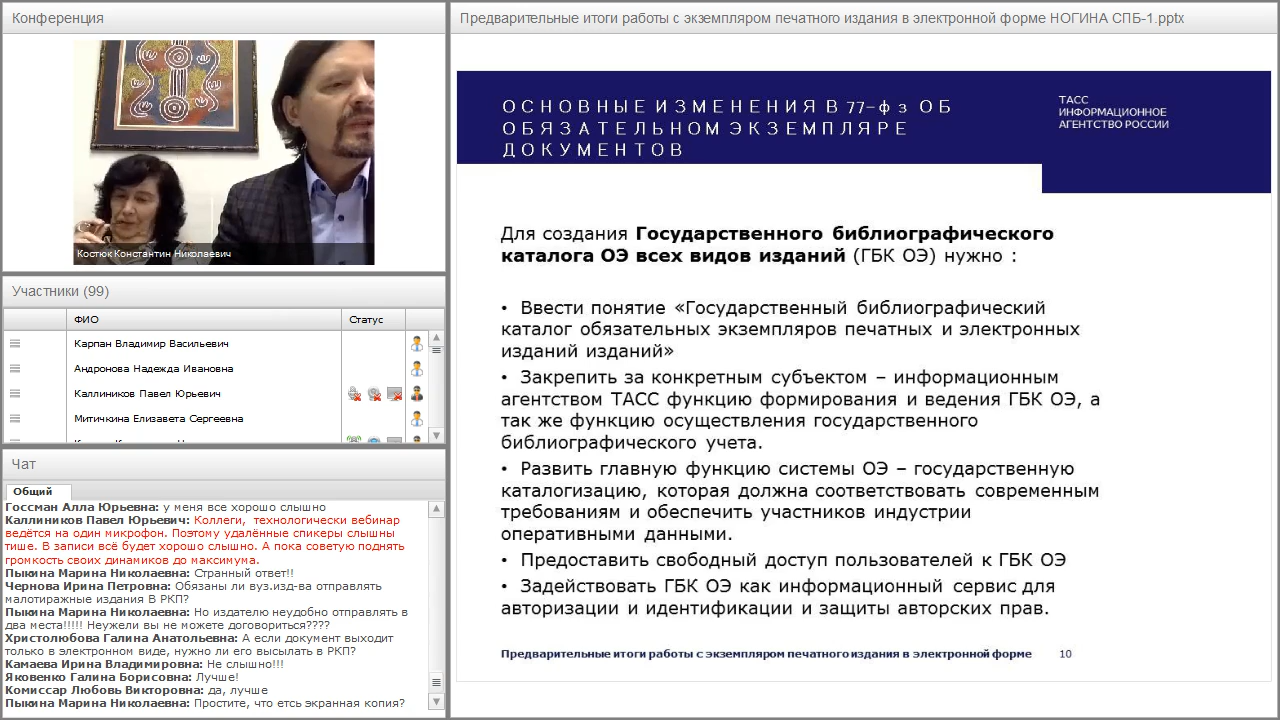 Конференция
Костюк Константин Николаевич
Участники (99)
ФИО
Статус
Карпан Владимир Васильевич
Андронова Надежда Ивановна
Каллиников Павел Юрьевич
Митичкина Елизавета Сергеевна
Чат
Общий
Госсман Алла Юрьевна: у меня все хорошо слышно
Каллиников Павел Юрьевич: Коллеги, технологически вебинар
ведётся на один микрофон. Поэтому удалённые спикеры слышны
тише. В записи всё будет хорошо слышно. А пока советую поднять
громкость своих динамиков до максимума.
Пыкина Марина Николаевна: Странный ответ!!
Чернова Ирина Петровна: Обязаны ли вуз.изд-ва отправлять
малотиражные издания В РКП?
Пыкина Марина Николаевна: Но издателю неудобно отправлять в
два места!!!!! Неужели вы не можете договориться????
Христолюбова Галина Анатольевна: А если документ выходит
только в электронном виде, нужно ли его высылать в РКП?
Камаева Ирина Владимировна: Не слышно!!!
Яковенко Галина Борисовна: Лучше!
Комиссар Любовь Викторовна: да, лучше
Пыкина Марина Николаевна: Простите, что етсь экранная копия?
Предварительные итоги работы с экземпляром печатного издания в электронной форме НОГИНА СПБ-1.pptx
ОСНОВНЫЕ ИЗМЕНЕНИЯ В 77-ф з ОБ
ОБЯЗАТЕЛЬНОМ ЭКЗЕМПЛЯРЕ
ДОКУМЕНТОВ
ТАСС
ИНФОРМАЦИОННОЕ
АГЕНТСТВО РОССИИ
Для создания Государственного библиографического
каталога ОЭ всех видов изданий (ГБК ОЭ) нужно :
• Ввести понятие «Государственный библиографический
каталог обязательных экземпляров печатных и электронных
изданий изданий»
• Закрепить за конкретным субъектом – информационным
агентством ТАСС функцию формирования и ведения ГБК ОЭ, а
так же функцию осуществления государственного
библиографического учета.
• Развить главную функцию системы ОЭ – государственную
каталогизацию, которая должна соответствовать современным
требованиям и обеспечить участников индустрии
оперативными данными.
• Предоставить свободный доступ пользователей к ГБК ОЭ
• Задействовать ГБК ОЭ как информационный сервис для
авторизации и идентификации и защиты авторских прав.
Предварительные итоги работы с экземпляром печатного издания в электронной форме 10